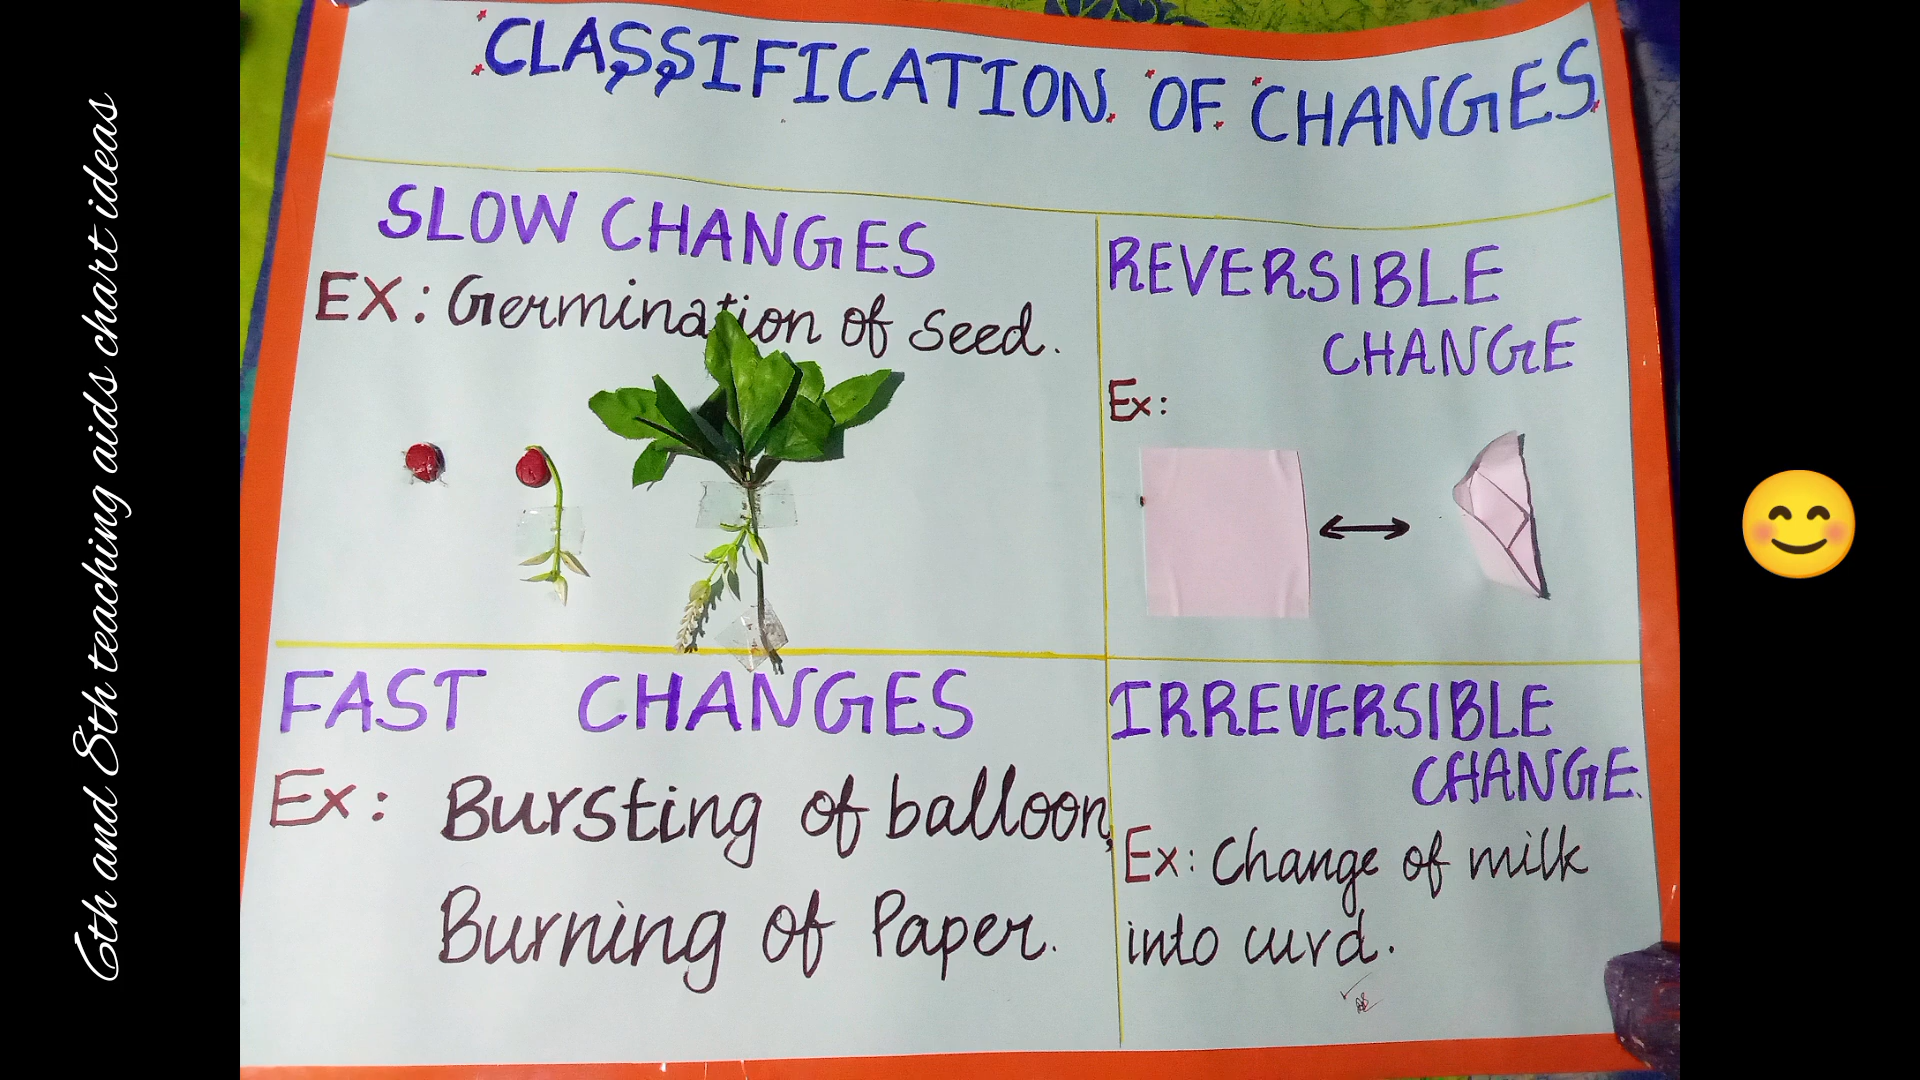 6th and 8th teaching aids chart ideas
CLASSIFICATION OF CHANGES
SLOW CHANGES
EX: Germination of Seed.
REVERSIBLE
CHANGE
Ex:
FAST CHANGES
Ex: Bursting of balloon,
Burning of Paper.
IRREVERSIBLE
CHANGE.
Ex: Change of milk
into curd.